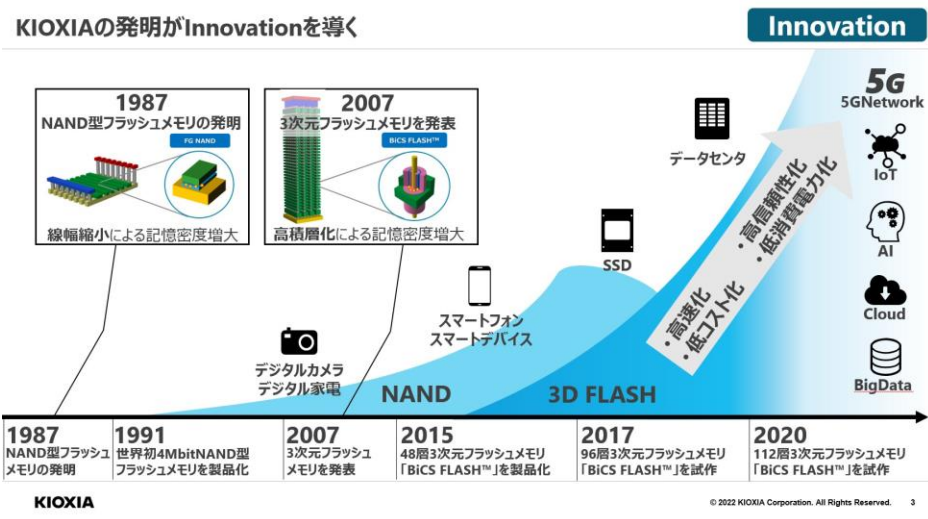 KIOXIAの発明がInnovationを導く
Innovation
1987
NAND型フラッシュメモリの発明
FG NAND
線幅縮小による記憶密度増大
2007
3次元フラッシュメモリを発表
BiCS FLASH™
高積層化による記憶密度増大
データセンタ
SSD
スマートフォン
スマートデバイス
デジタルカメラ
デジタル家電
NAND
3D FLASH
・高速化
・低コスト化
・高信頼性化
・低消費電力化
5G
5GNetwork
IoT
AI
Cloud
BigData
1987
NAND型フラッシュ
メモリの発明
1991
世界初4MbitNAND型
フラッシュメモリを製品化
2007
3次元フラッシュ
メモリを発表
2015
48層3次元フラッシュメモリ
「BiCS FLASH™」を製品化
2017
96層3次元フラッシュメモリ
「BiCS FLASH™」を試作
2020
112層3次元フラッシュメモリ
「BiCS FLASH™」を試作
KIOXIA
© 2022 KIOXIA Corporation. All Rights Reserved.
3